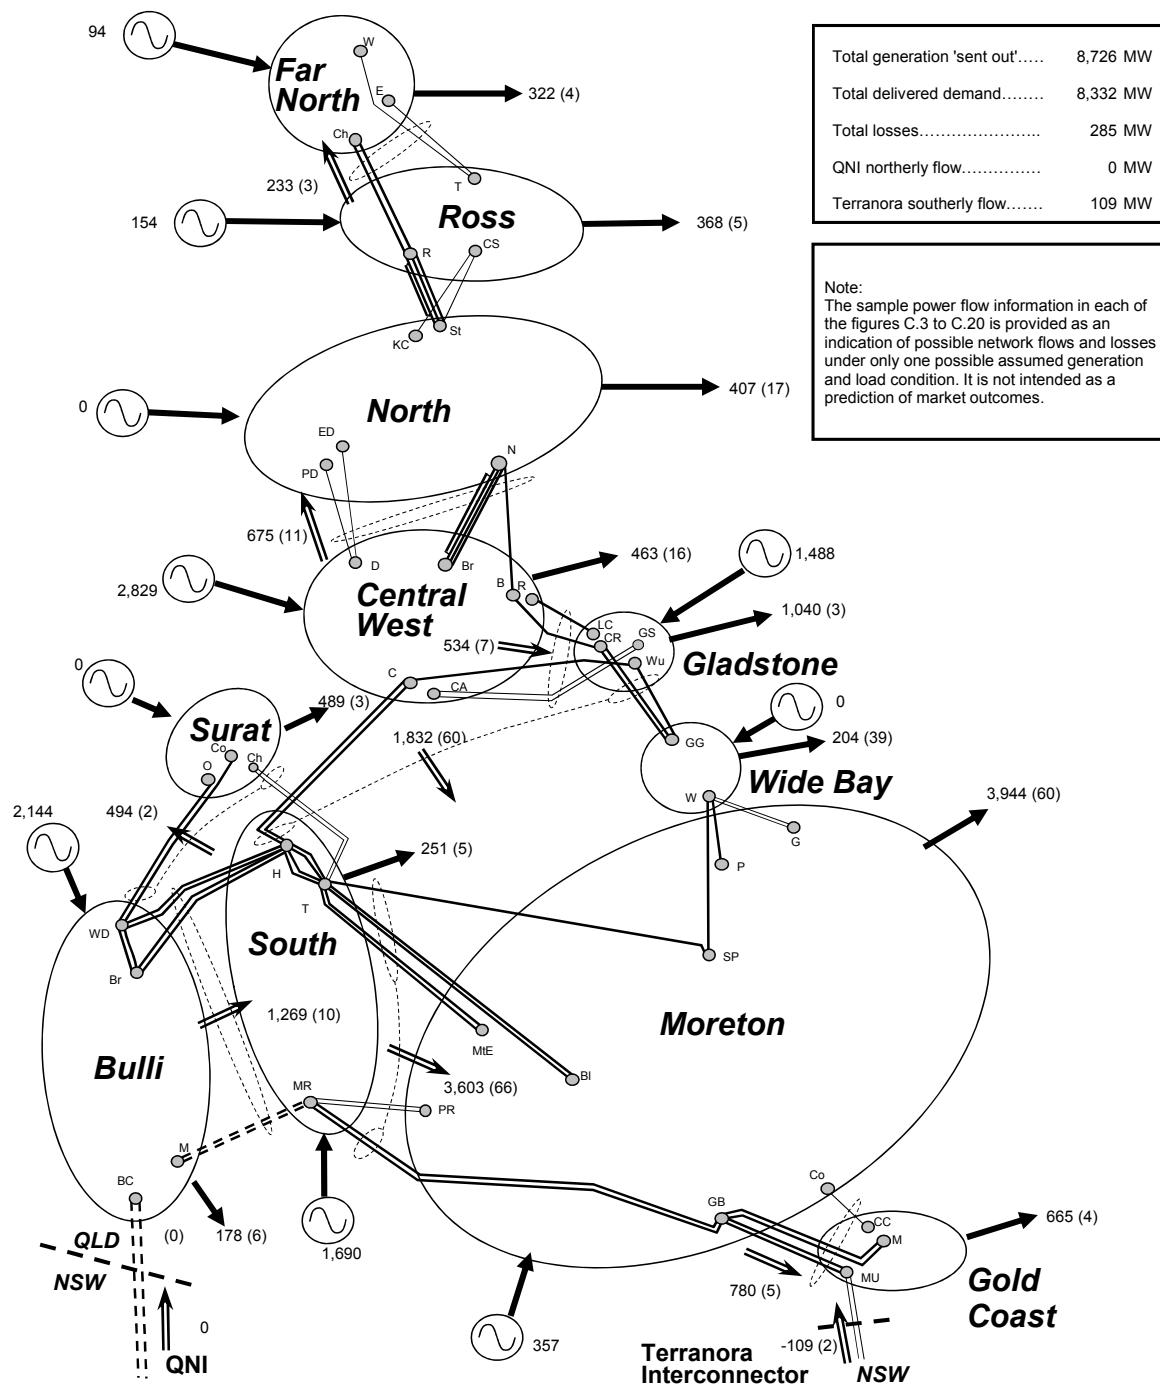 94
W
Far
North
E
322 (4)
Ch
233 (3)
T
154
Ross
368 (5)
R
CS
St
KC
Total generation 'sent out'..... 8,726 MW
Total delivered demand........ 8,332 MW
Total losses....................... 285 MW
QNI northerly flow............... 0 MW
Terranora southerly flow....... 109 MW
Note:
The sample power flow information in each of
the figures C.3 to C.20 is provided as an
indication of possible network flows and losses
under only one possible assumed generation
and load condition. It is not intended as a
prediction of market outcomes.
0
North
407 (17)
ED
PD
N
675 (11)
D
Br
463 (16)
1,488
2,829
Central
West
B
R
1,040 (3)
LC
GS
CR
534 (7)
Wu
Gladstone
C
CA
0
489 (3)
Surat
Co
Ch
O
1,832 (60)
GG
0
204 (39)
Wide Bay
W
G
3,944 (60)
2,144
494 (2)
251 (5)
P
H
T
WD
South
SP
Br
1,269 (10)
Moreton
Bulli
MtE
Bl
3,603 (66)
MR
PR
M
BC
Co
GB
CC
665 (4)
M
QLD
(0)
178 (6)
1,690
MU
NSW
780 (5)
Gold
Coast
0
357
-109 (2)
QNI
Terranora
Interconnector
NSW